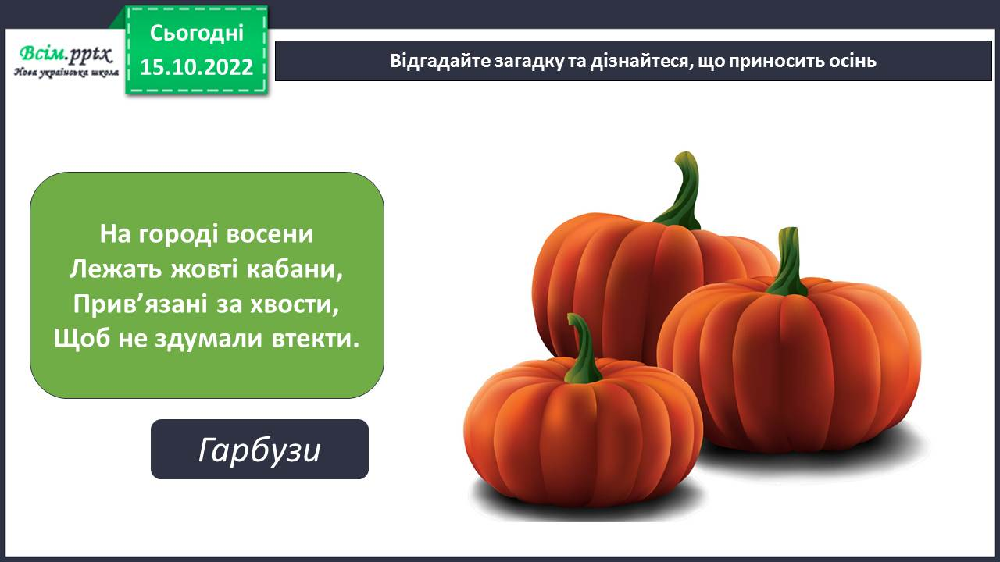 Всім.pptx
Нова українська школа
Сьогодні
15.10.2022
Відгадайте загадку та дізнайтеся, що приносить осінь
На городі восени
Лежать жовті кабани,
Прив’язані за хвости,
Щоб не здумали втекти.
Гарбузи